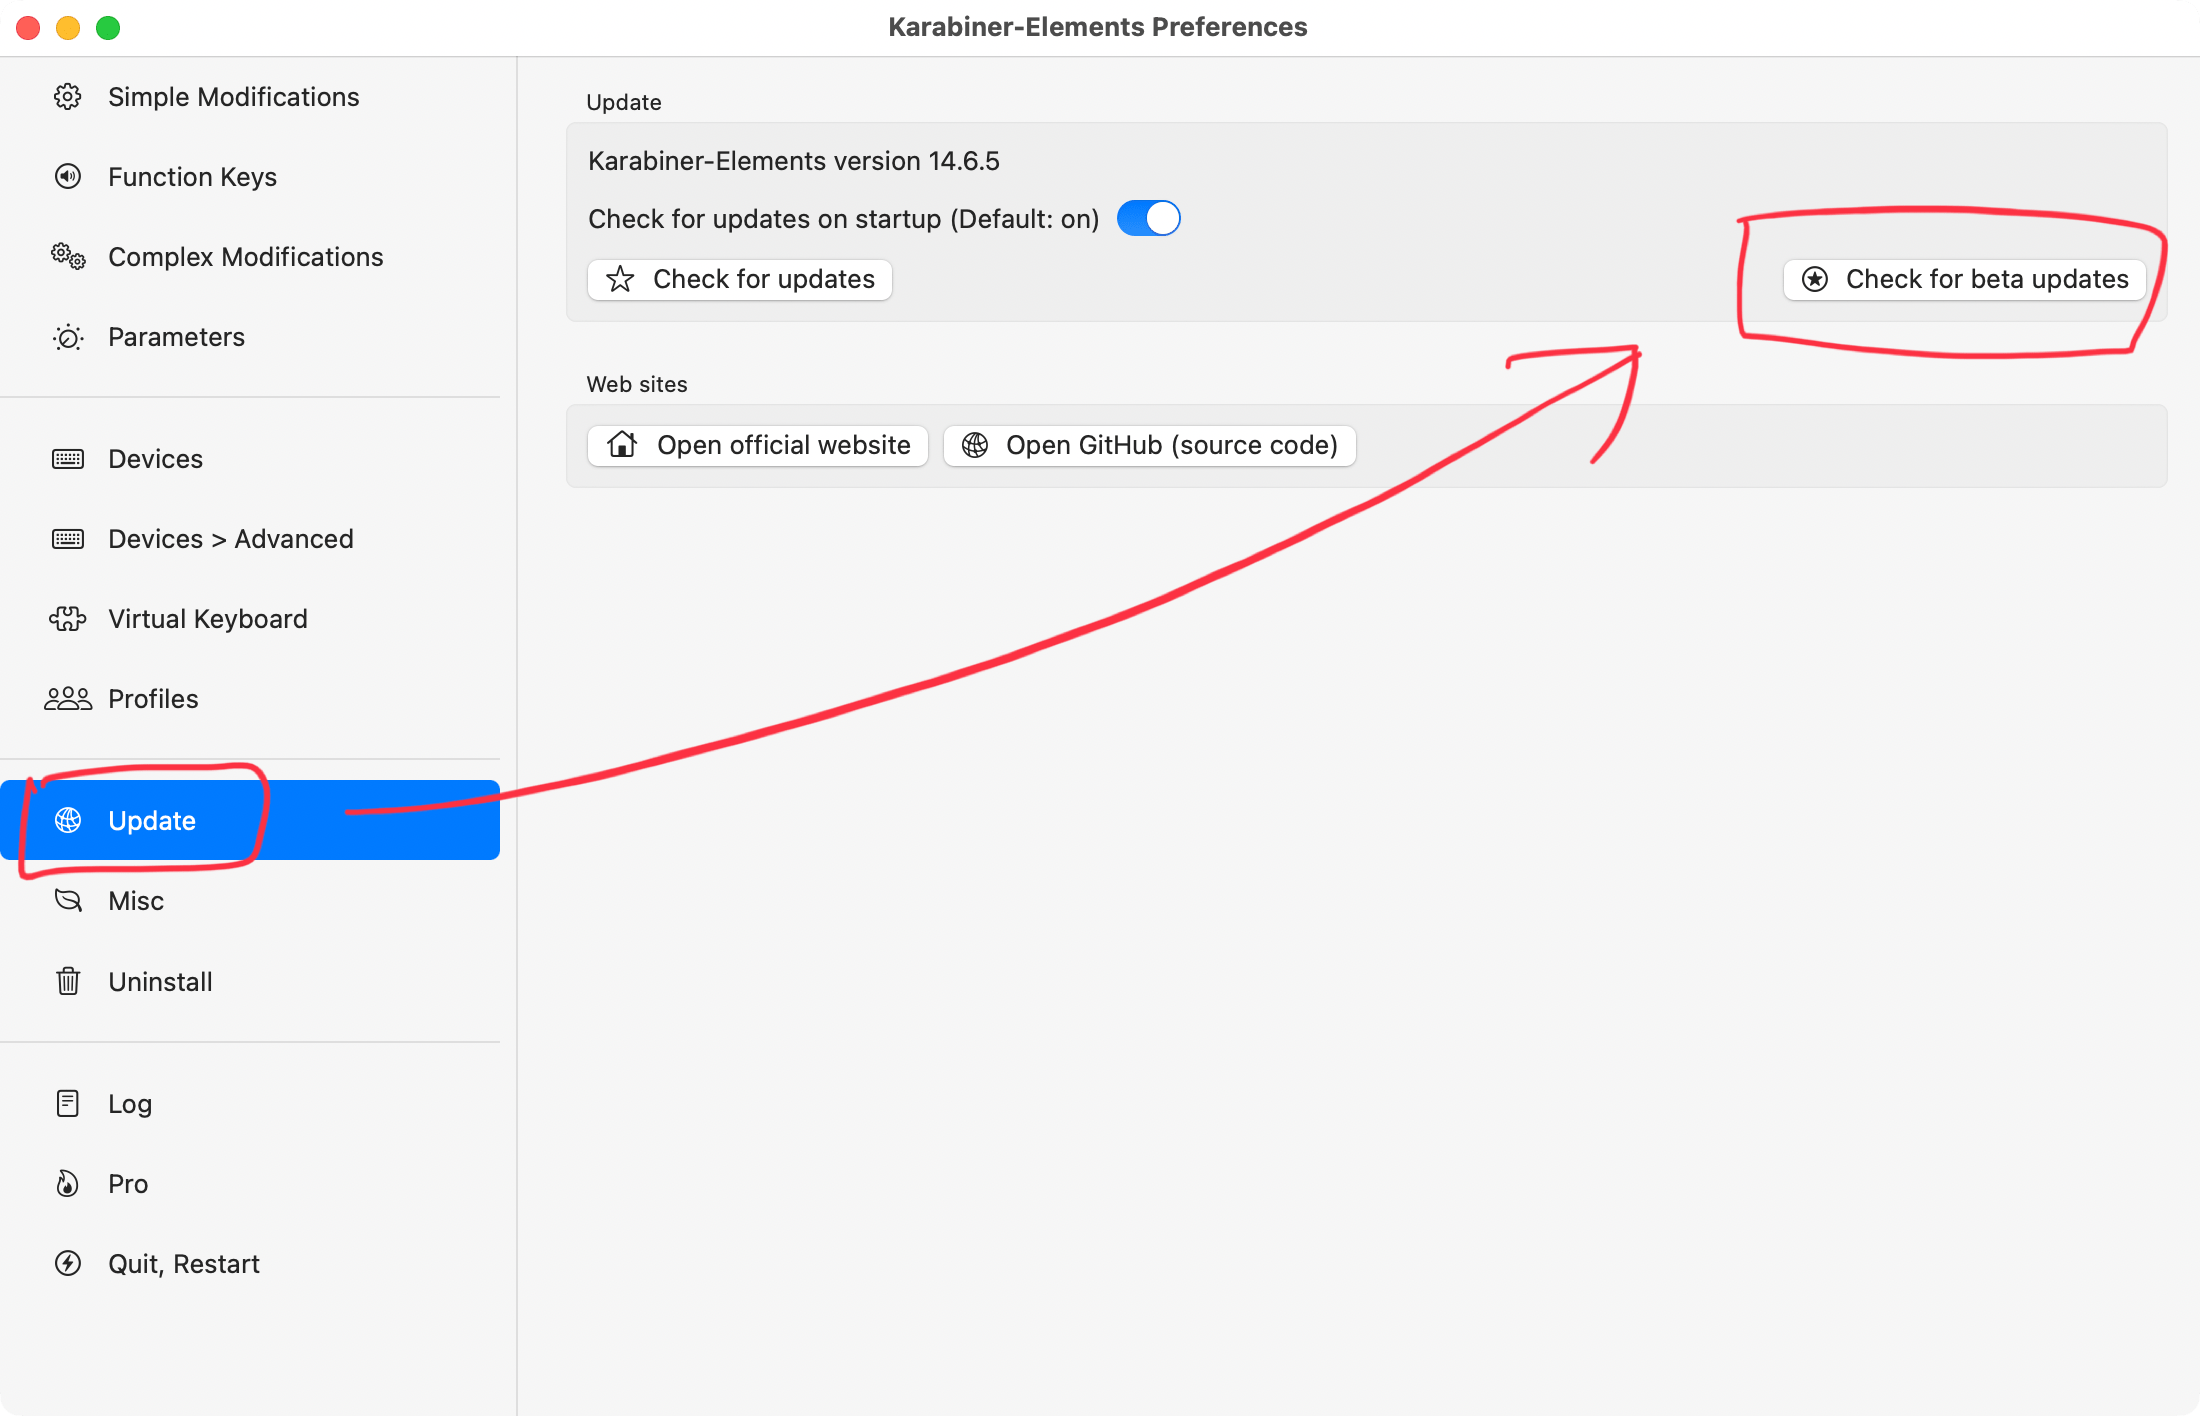 Karabiner-Elements Preferences
Simple Modifications
Function Keys
Complex Modifications
Parameters
Devices
Devices > Advanced
Virtual Keyboard
Profiles
Update
Misc
Uninstall
Log
Pro
Quit, Restart
Update
Karabiner-Elements version 14.6.5
Check for updates on startup (Default: on)
Check for updates
Check for beta updates
Web sites
Open official website
Open GitHub (source code)